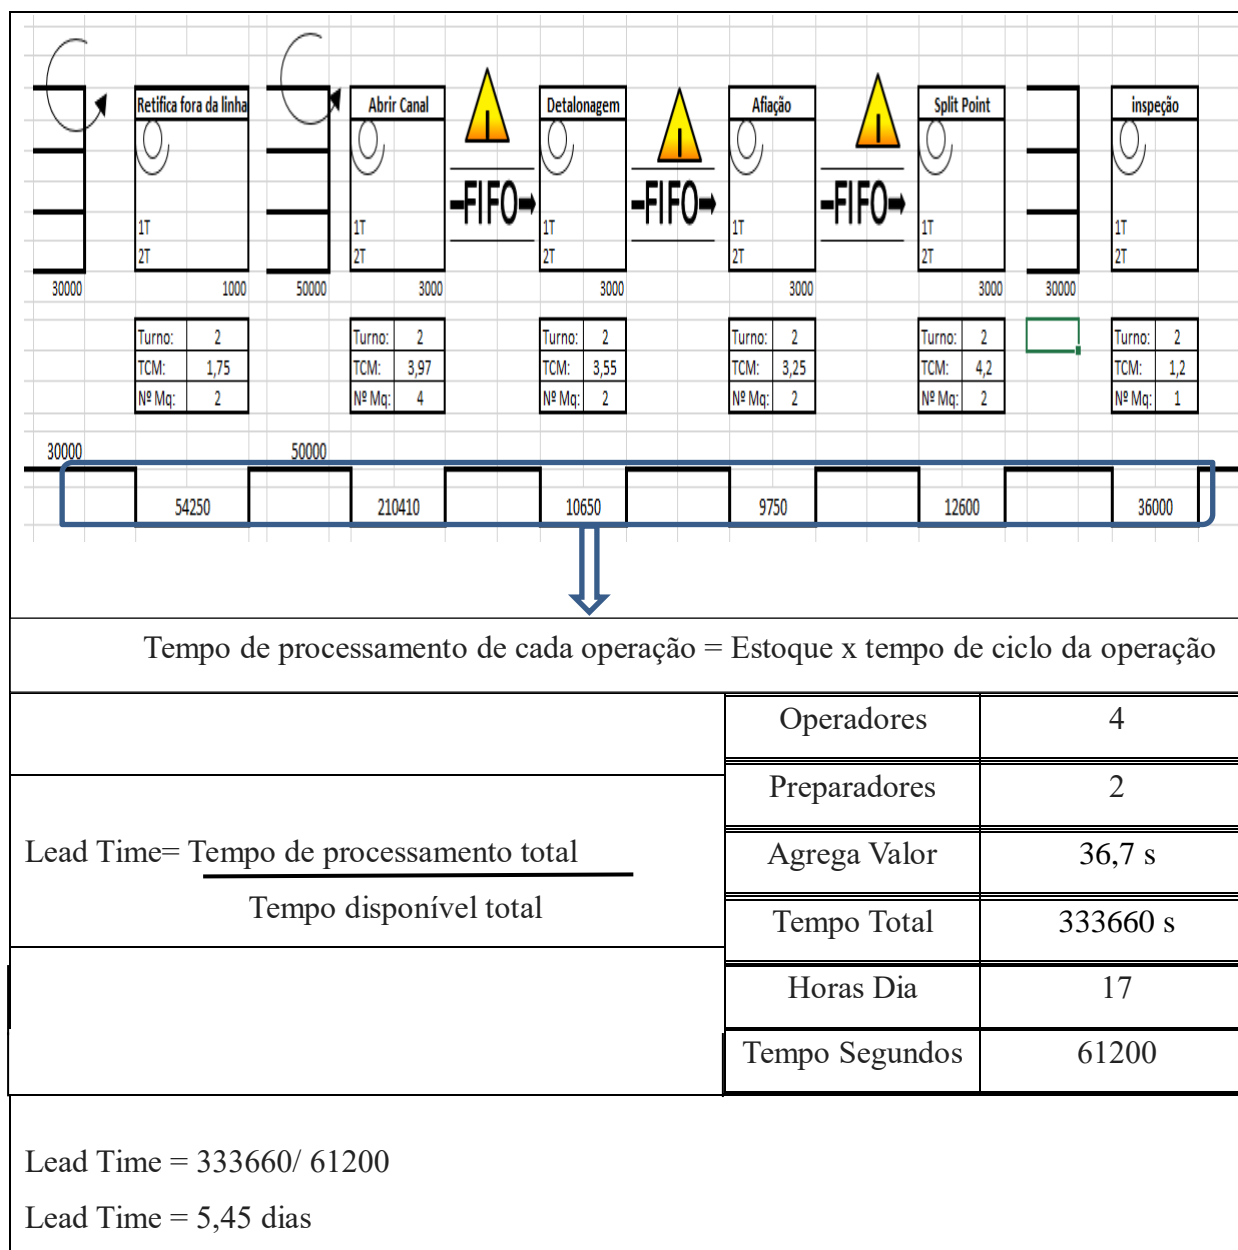 Retifica fora da linha
Abrir Canal
Detalonagem
Afiação
Split Point
inspeção
-FIFO
-FIFO
-FIFO
1T 1T 1T 1T 1T 1T
2T 2T 2T 2T 2T 2T
30000 1000 50000 3000 3000 3000 3000 30000
Turno: 2 Turno: 2 Turno: 2 Turno: 2 Turno: 2 Turno: 2
TCM: 1,75 TCM: 3,97 TCM: 3,55 TCM: 3,25 TCM: 4,2 TCM: 1,2
Nº Mq: 2 Nº Mq: 4 Nº Mq: 2 Nº Mq: 2 Nº Mq: 2 Nº Mq: 1
30000 50000
54250 210410 10650 9750 12600 36000
Tempo de processamento de cada operação = Estoque x tempo de ciclo da operação
Operadores 4
Preparadores 2
Lead Time= Tempo de processamento total
Tempo disponível total
Agrega Valor 36,7 s
Tempo Total 333660 s
Horas Dia 17
Tempo Segundos 61200
Lead Time = 333660/ 61200
Lead Time = 5,45 dias